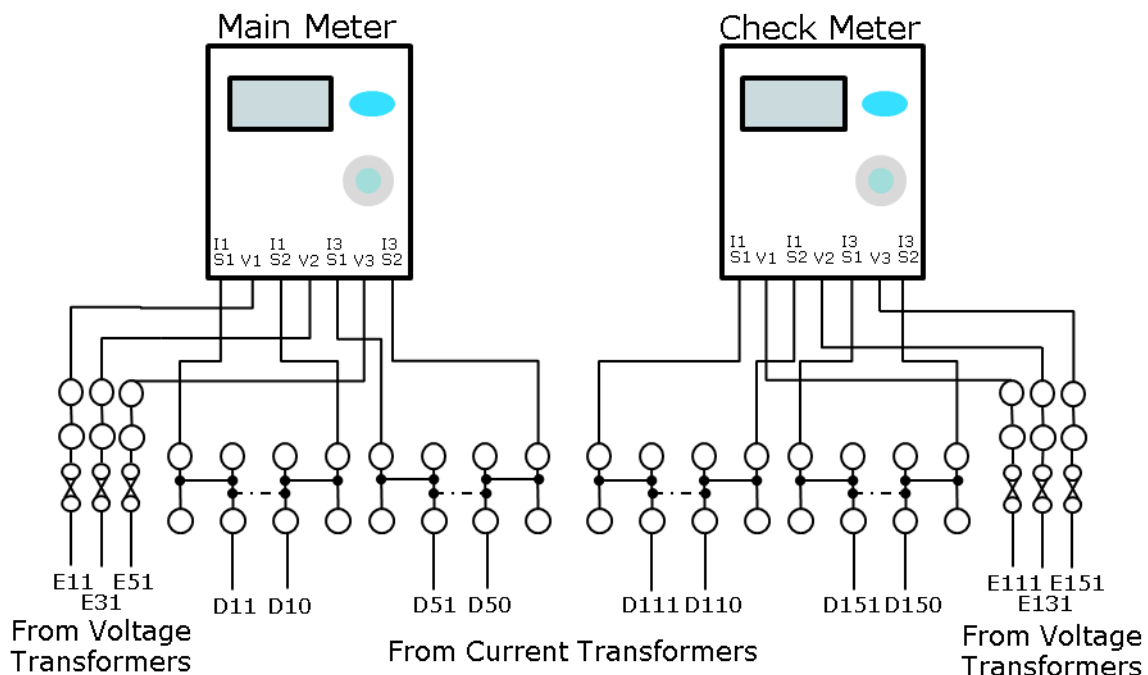 Main Meter
Check Meter
I1 I1 I3 I3
S1 V1 S2 V2 S1 V3 S2
I1 I1 I3 I3
S1 V1 S2 V2 S1 V3 S2
E11 E51
E31
D11 D10 D51 D50
D111 D110 D151 D150
E111 E151
E131
From Voltage
Transformers
From Current Transformers
From Voltage
Transformers